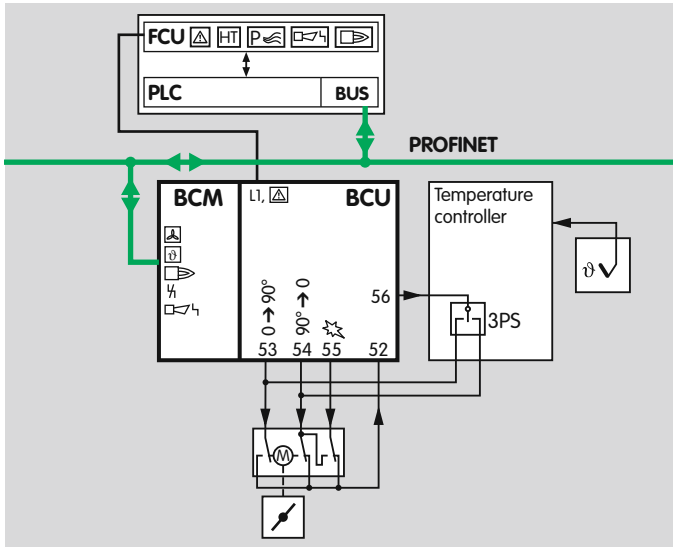 FCU HT P
PLC BUS
PROFINET
BCM L1, BCU
Temperature
controller
ϑ
ϑ
0 → 90°
90° → 0
56
3PS
53 54 55 52
M